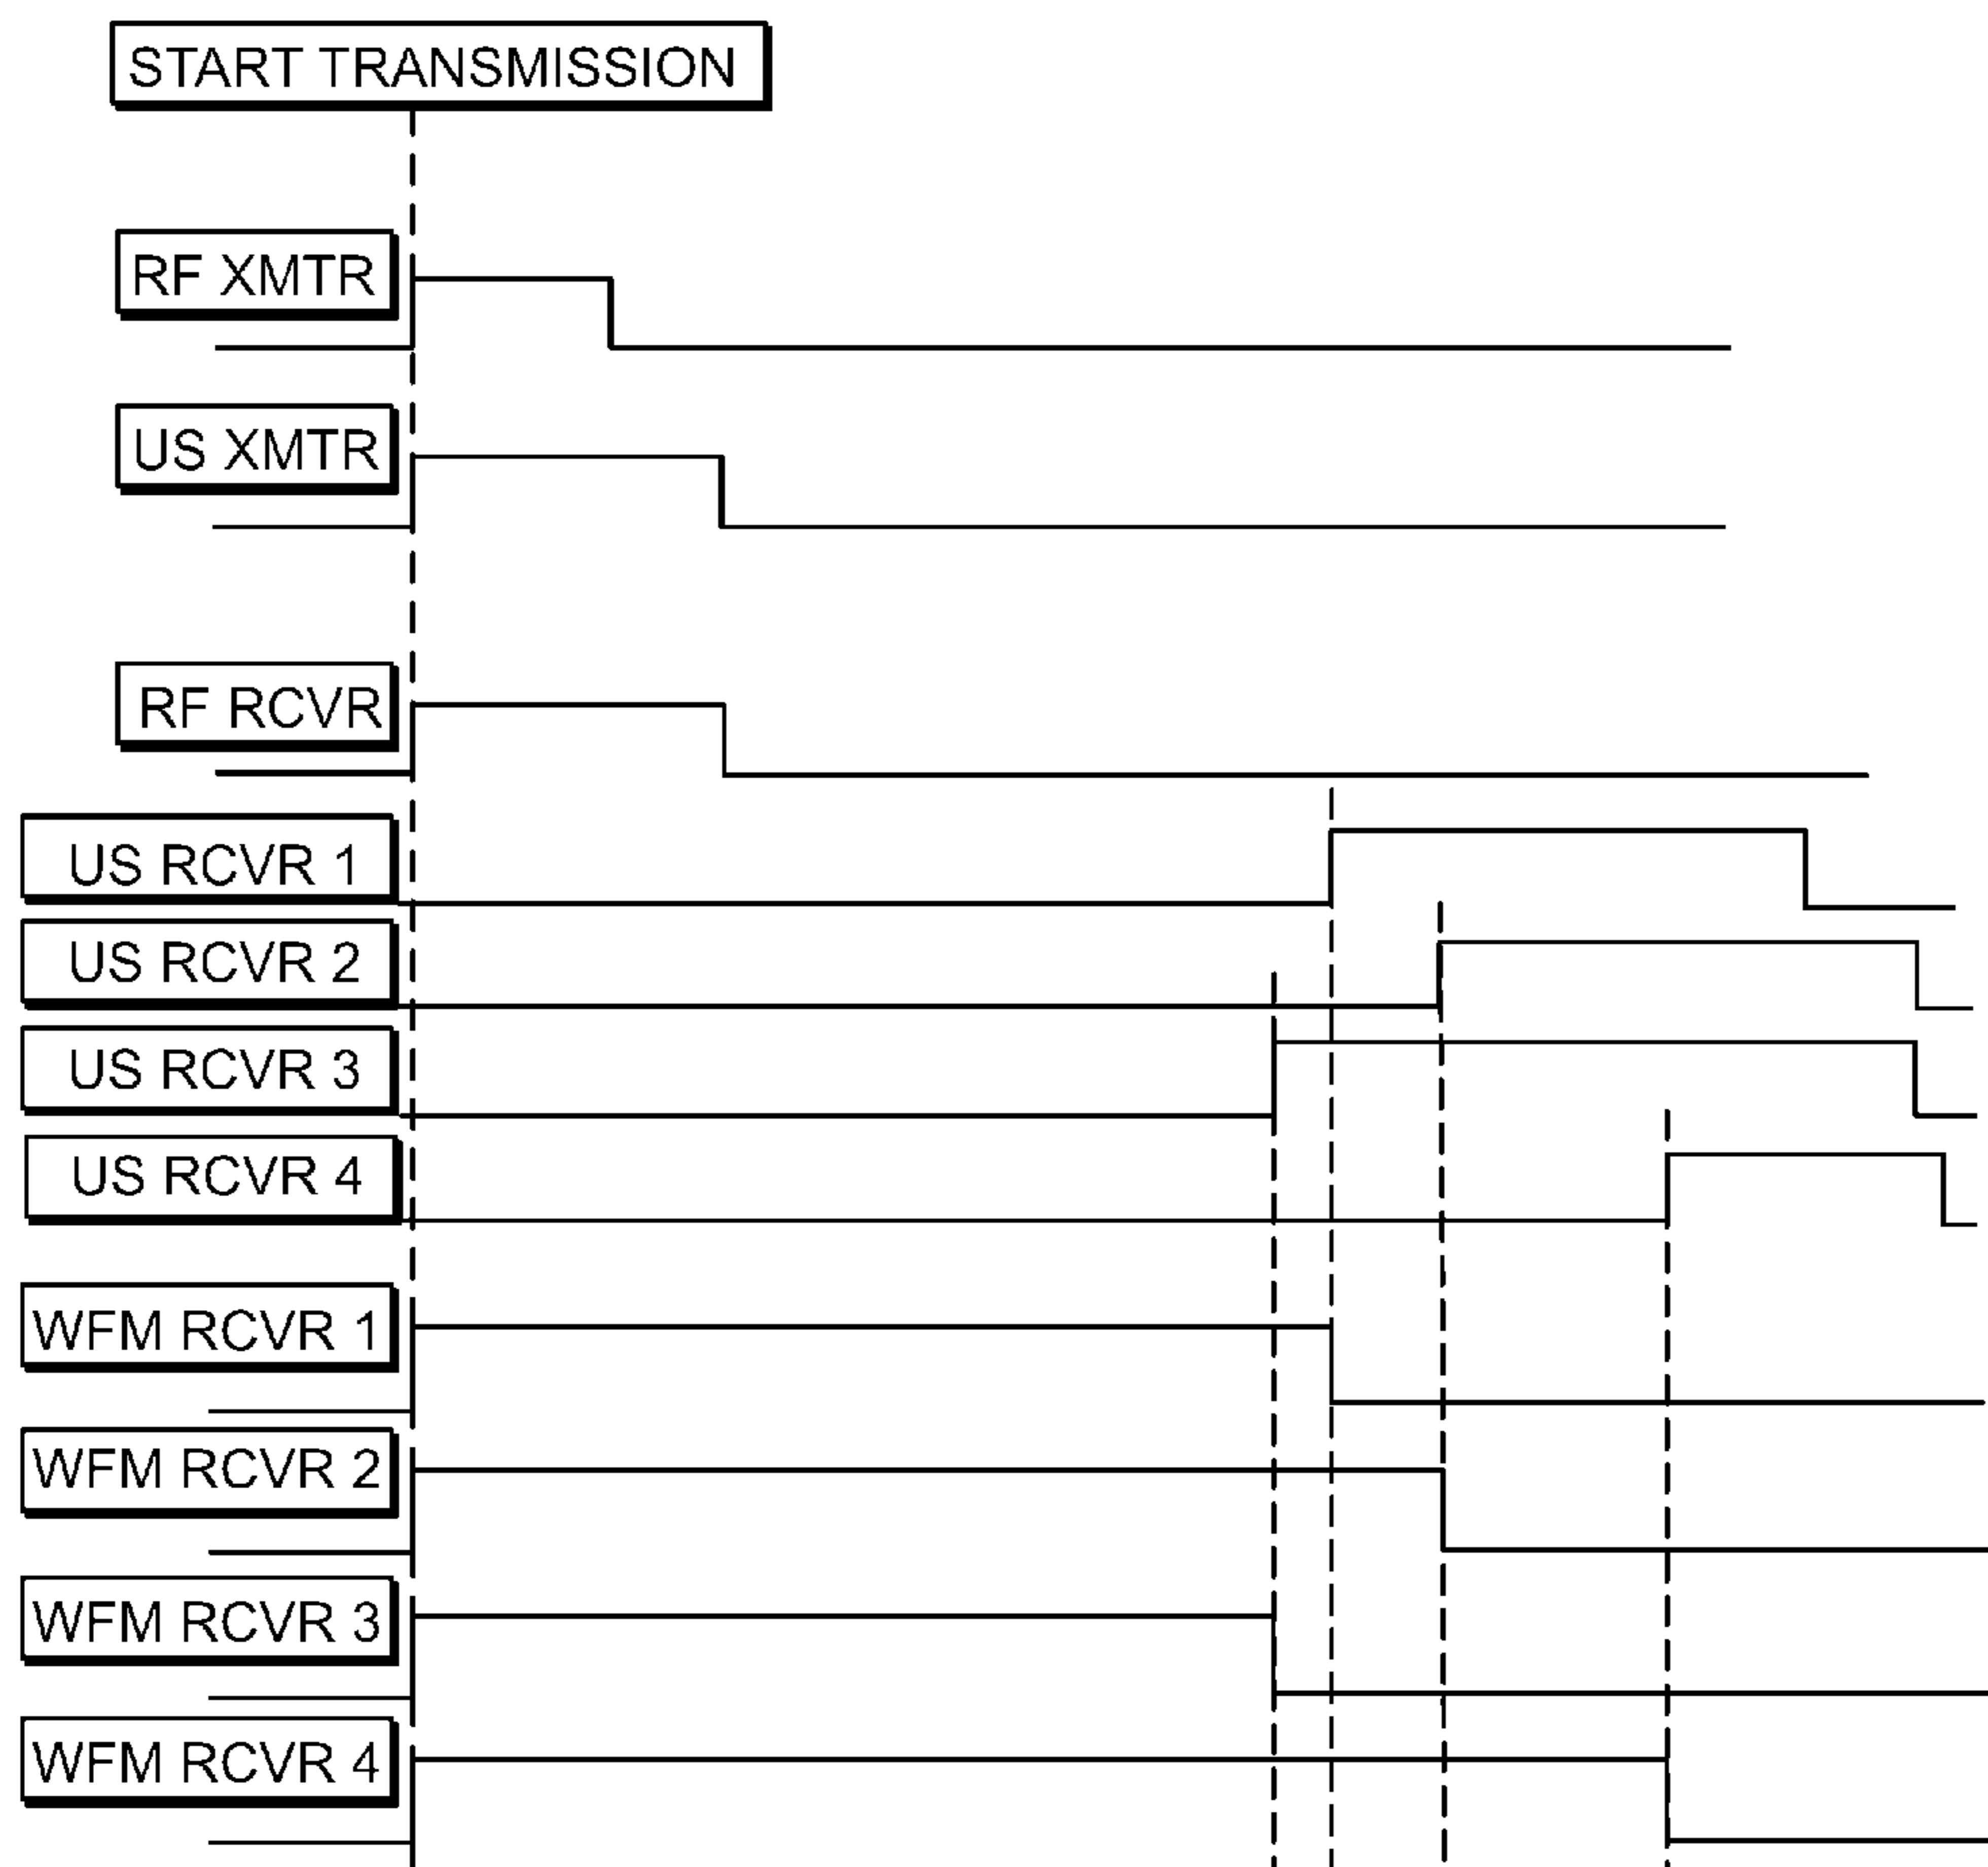 START TRANSMISSION
RF XMTR
US XMTR
RF RCVR
US RCVR 1
US RCVR 2
US RCVR 3
US RCVR 4
WFM RCVR 1
WFM RCVR 2
WFM RCVR 3
WFM RCVR 4